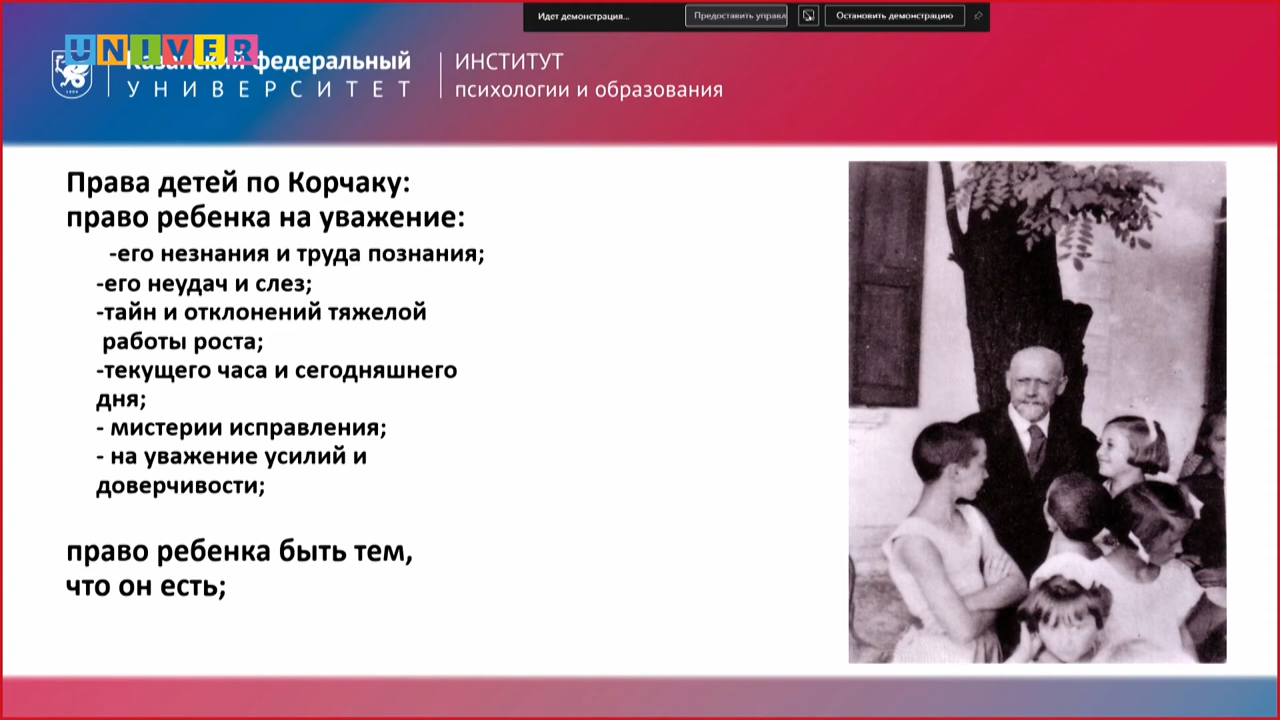 Идет демонстрация...
Предоставить управл
Остановить демонстрацию
UNIVER
Казанский федеральный
УНИВЕРСИТЕТ
ИНСТИТУТ
психологии и образования
Права детей по Корчаку:
право ребенка на уважение:
-его незнания и труда познания;
-его неудач и слез;
-тайн и отклонений тяжелой
работы роста;
-текущего часа и сегодняшнего
дня;
- мистерии исправления;
- на уважение усилий и
доверчивости;
право ребенка быть тем,
что он есть;